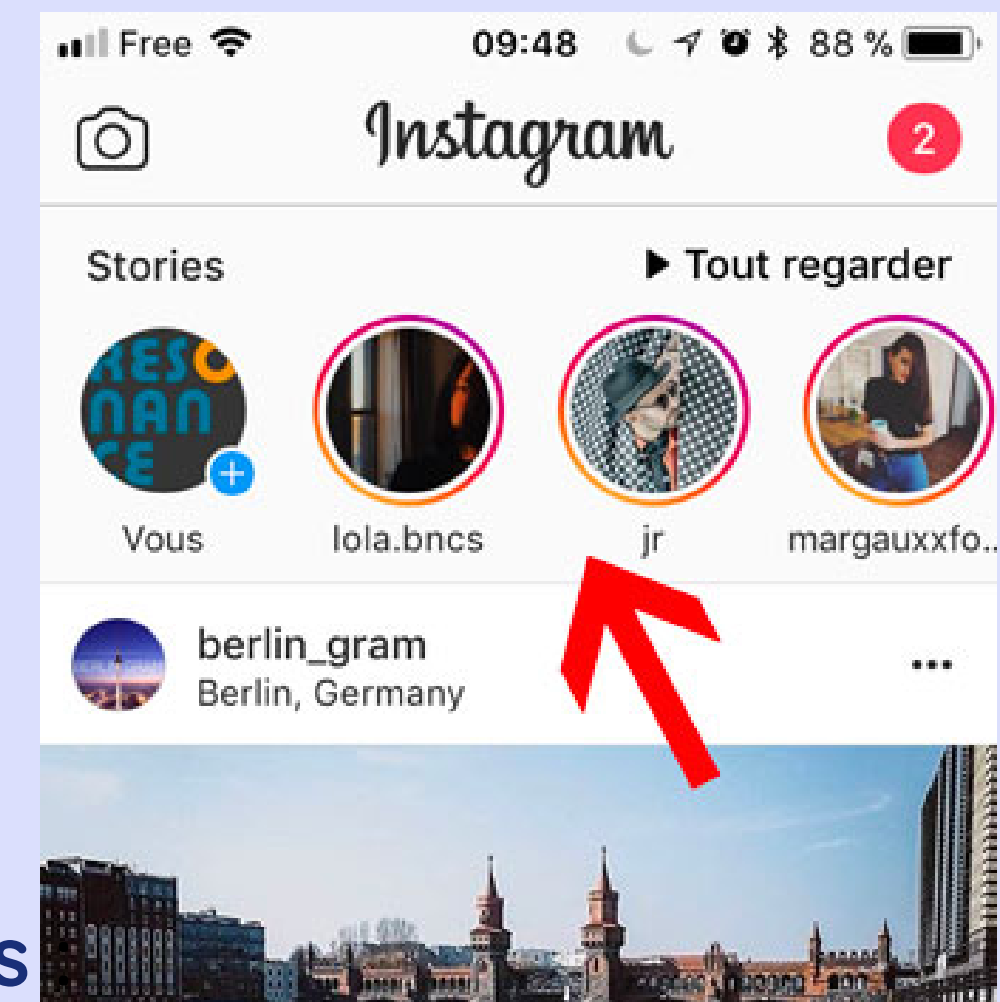 Free 09:48 88 %
Instagram 2
Stories Tout regarder
RESO
NAN
CE
Vous lola.bncs jr margauxxfo..
berlin_gram
Berlin, Germany
S